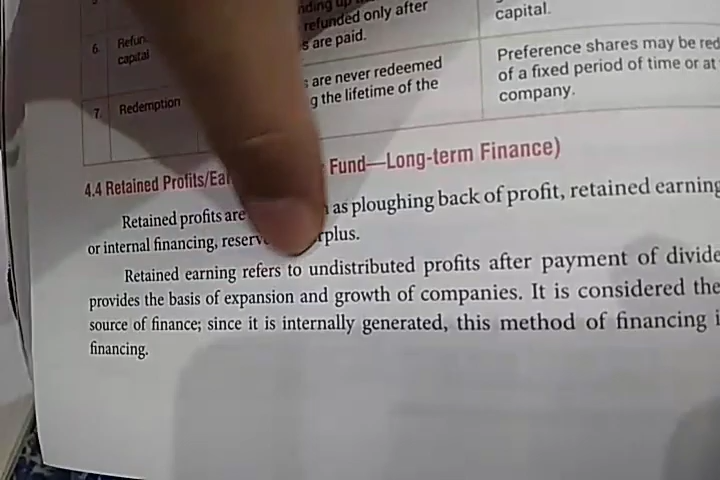 nding up
refunded only after
capital.
6. Refun
s are paid.
capital
Preference shares may be red
s are never redeemed
of a fixed period of time or at
7. Redemption
g the lifetime of the
company.
4.4 Retained Profits/Ear Fund—Long-term Finance)
Retained profits are as ploughing back of profit, retained earning
or internal financing, reserv rplus.
Retained earning refers to undistributed profits after payment of divide
provides the basis of expansion and growth of companies. It is considered the
source of finance; since it is internally generated, this method of financing i
financing.